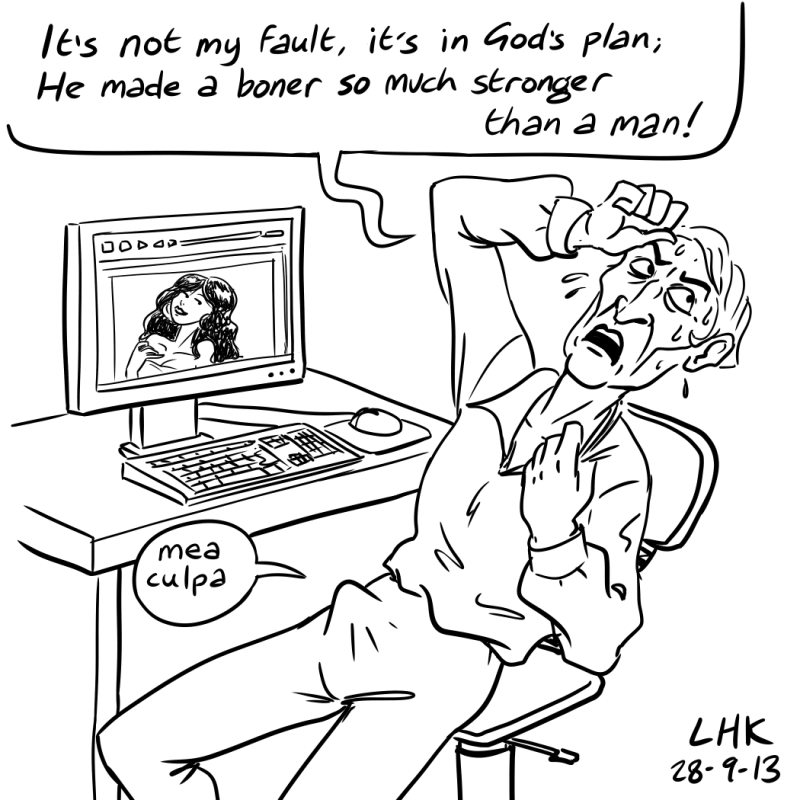 It's not my fault, it's in God's plan;
He made a boner so much stronger
than a man!
mea
culpa
LHK
28-9-13